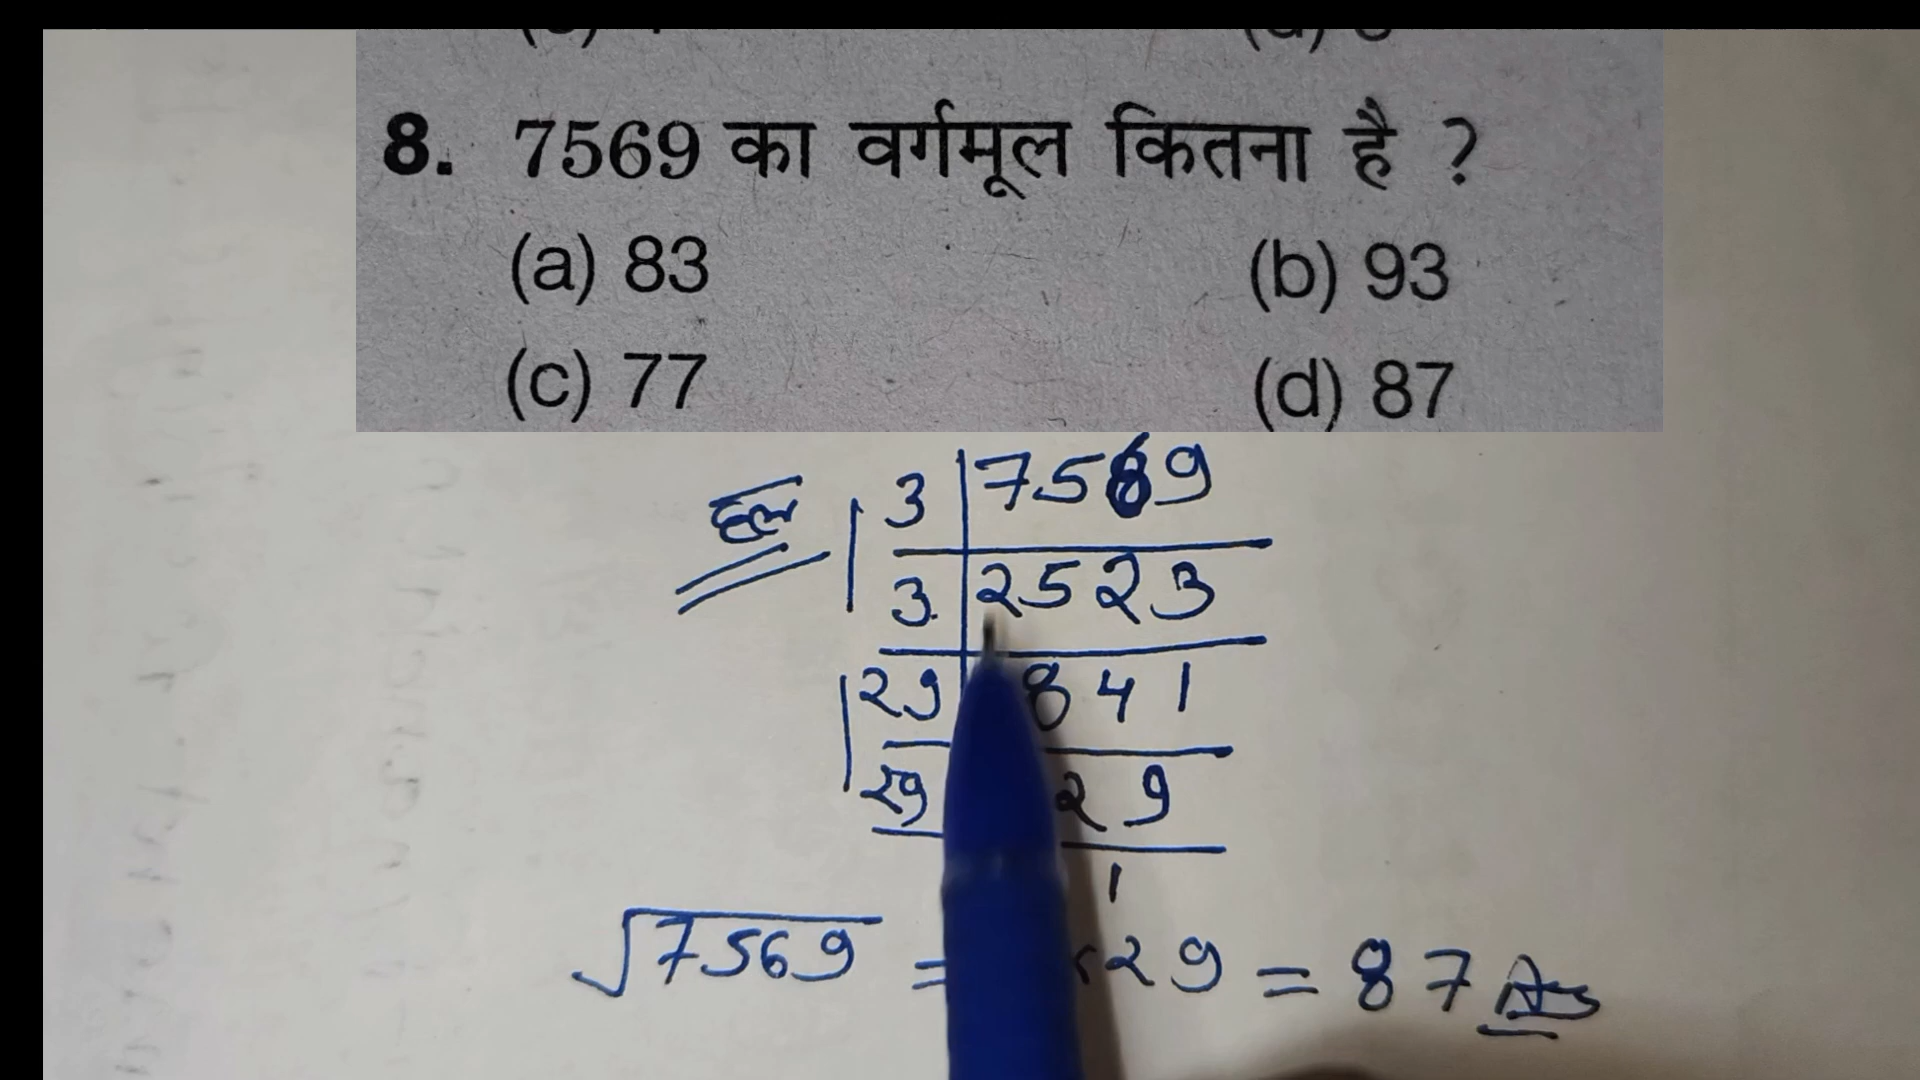 8. 7569 का वर्गमूल कितना है ?
(a) 83 (b) 93
(c) 77 (d) 87
हल
3 7569
3 2523
29 841
29 29
1
√7569 = ×29 = 87 Ans